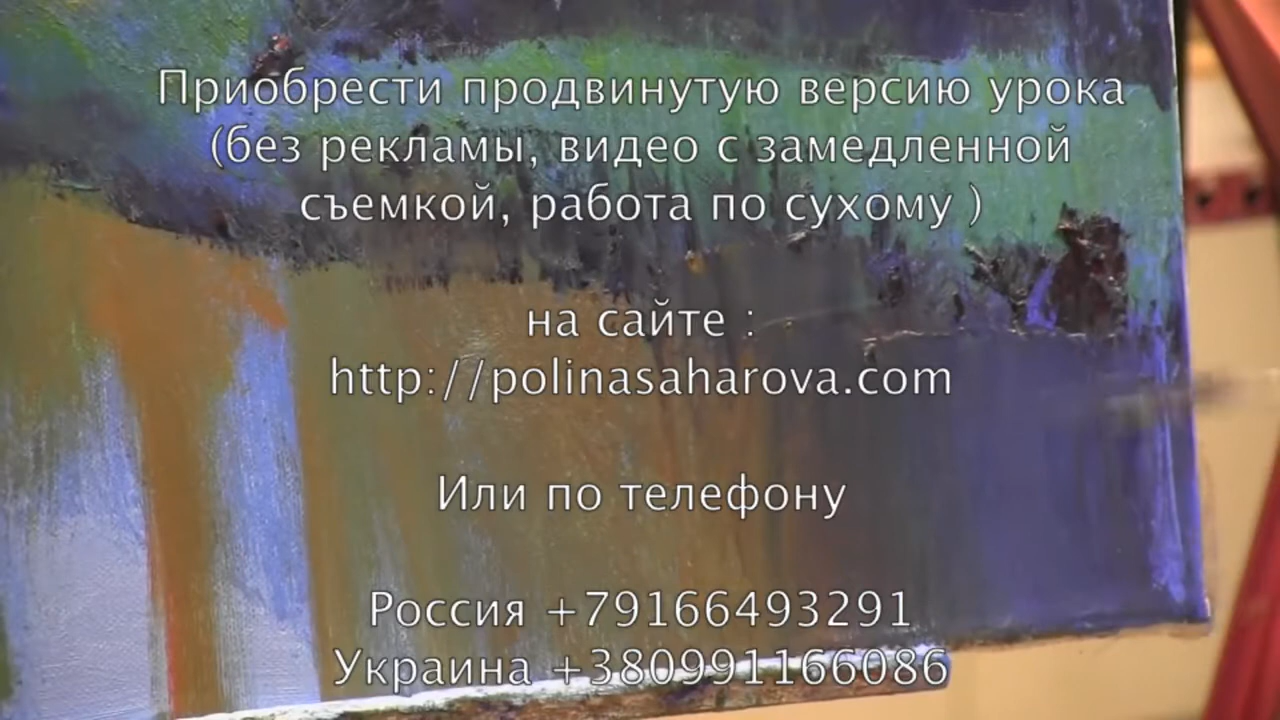 Приобрести продвинутую версию урока
(без рекламы, видео с замедленной
съемкой, работа по сухому )
на сайте :
http://polinasaharova.com
Или по телефону
Россия +79166493291
Украина +380991166086